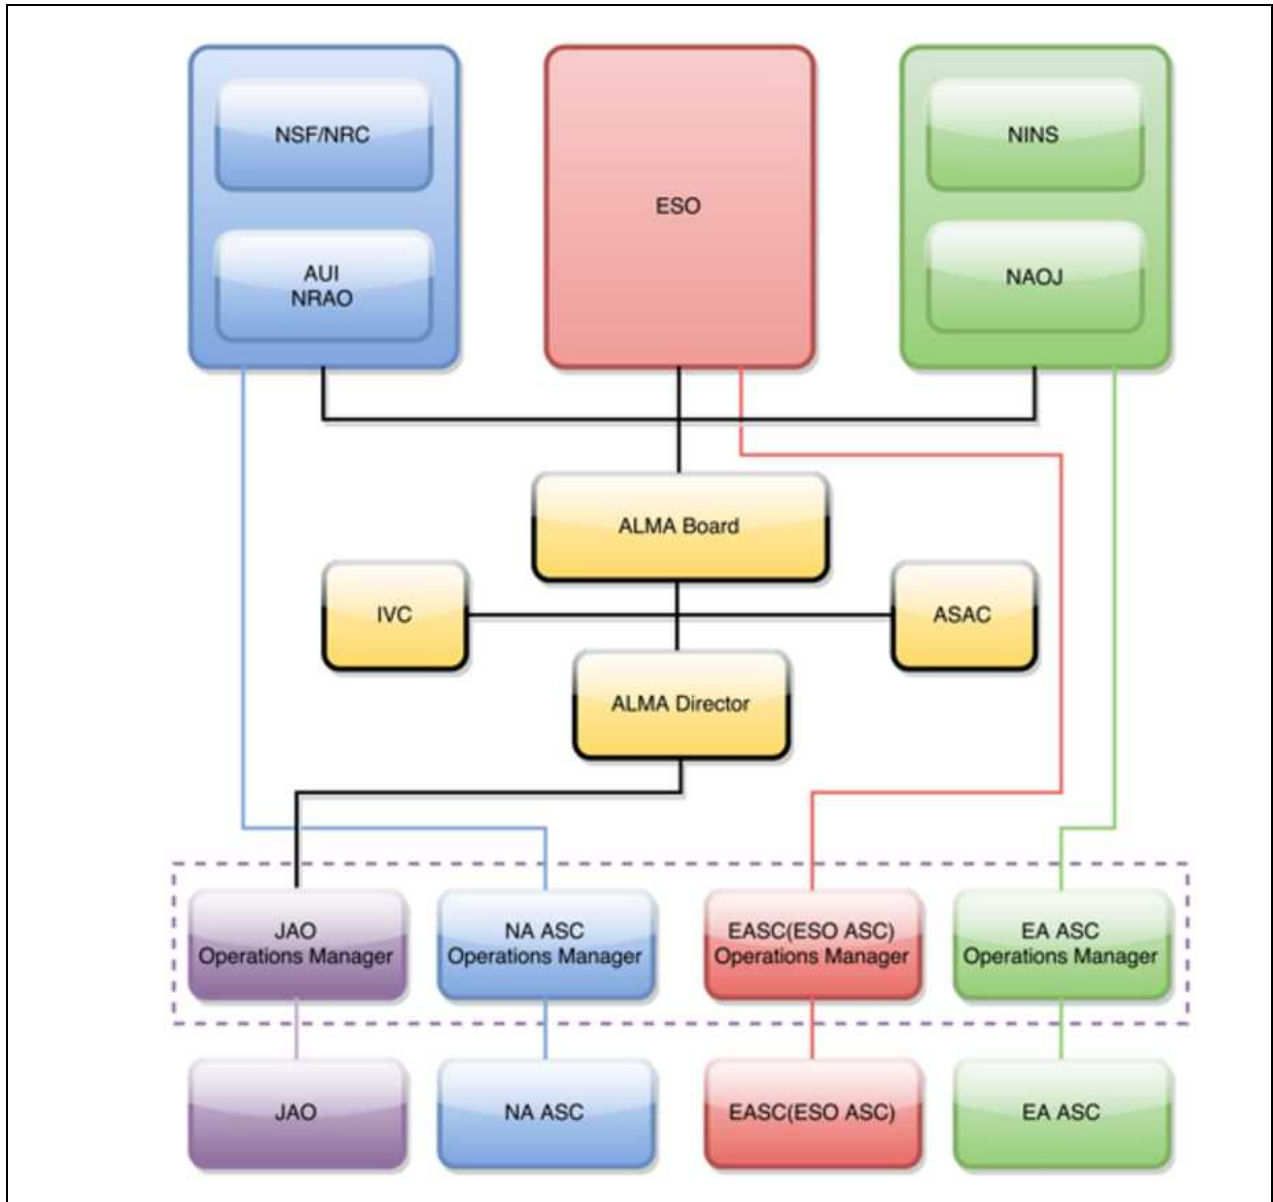 NSF/NRC
AUI
NRAO
ESO
NINS
NAOJ
ALMA Board
IVC
ASAC
ALMA Director
JAO
Operations Manager
NA ASC
Operations Manager
EASC(ESO ASC)
Operations Manager
EA ASC
Operations Manager
JAO
NA ASC
EASC(ESO ASC)
EA ASC